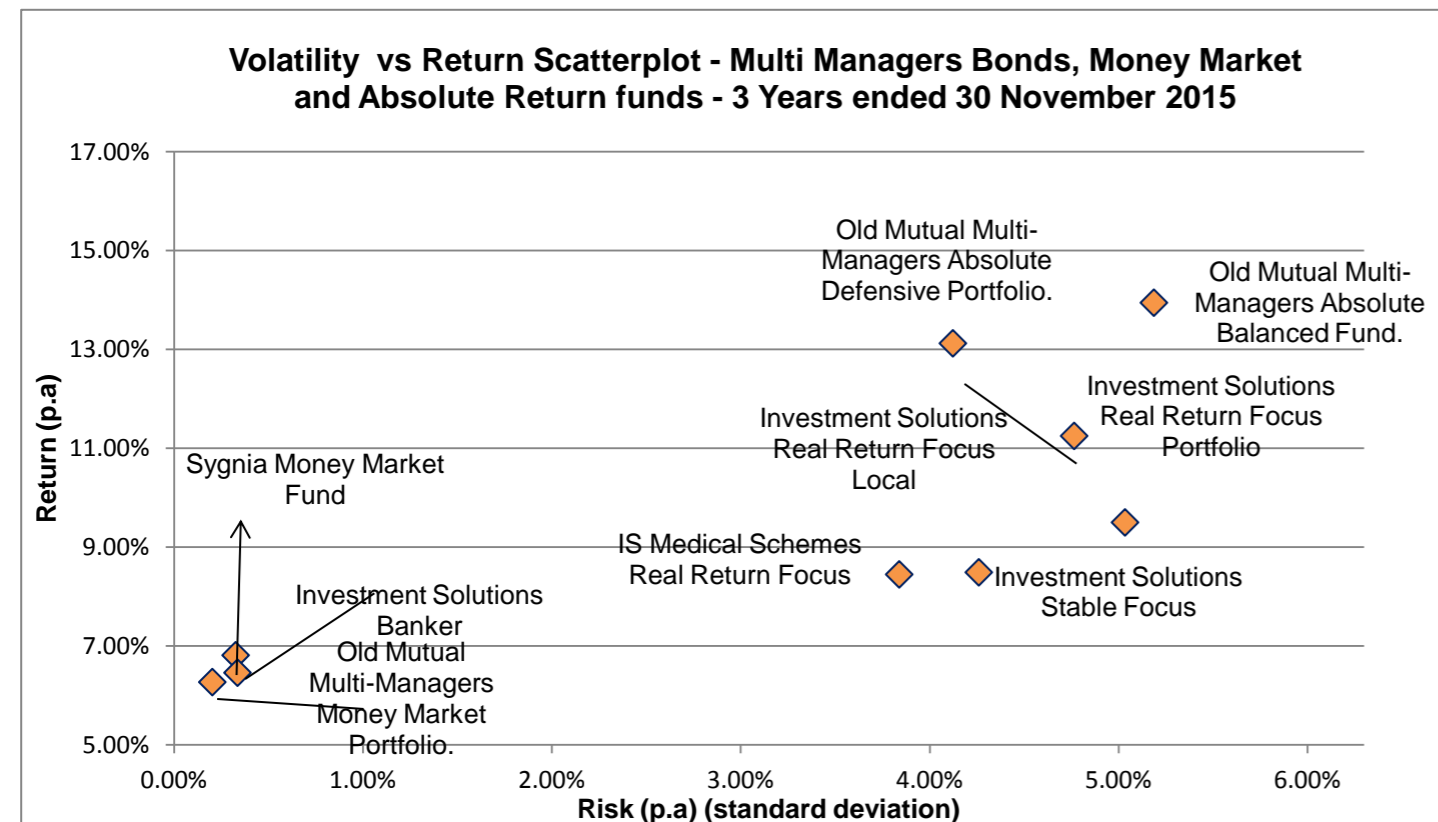 Volatility vs Return Scatterplot - Multi Managers Bonds, Money Market
and Absolute Return funds - 3 Years ended 30 November 2015
17.00%
15.00%
13.00%
11.00%
9.00%
7.00%
5.00%
Return (p.a)
Old Mutual Multi-
Managers Absolute
Defensive Portfolio.
Old Mutual Multi-
Managers Absolute
Balanced Fund.
Investment Solutions
Real Return Focus
Portfolio
Investment Solutions
Real Return Focus
Local
Sygnia Money Market
Fund
IS Medical Schemes
Real Return Focus
Investment Solutions
Stable Focus
Investment Solutions
Banker
Old Mutual
Multi-Managers
Money Market
Portfolio.
0.00%
1.00%
2.00%
3.00%
4.00%
5.00%
6.00%
Risk (p.a) (standard deviation)